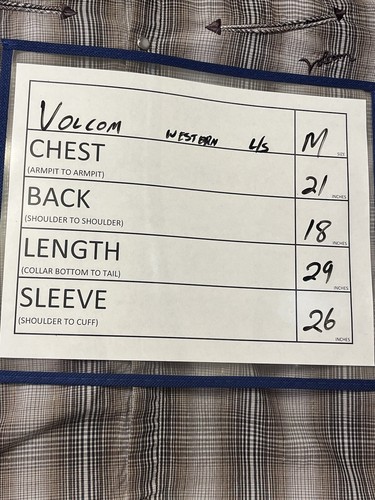 VOLCOM WESTERN L/S M SIZE
CHEST
(ARMPIT TO ARMPIT) 21 INCHES
BACK
(SHOULDER TO SHOULDER) 18 INCHES
LENGTH
(COLLAR BOTTOM TO TAIL) 29 INCHES
SLEEVE
(SHOULDER TO CUFF) 26 INCHES